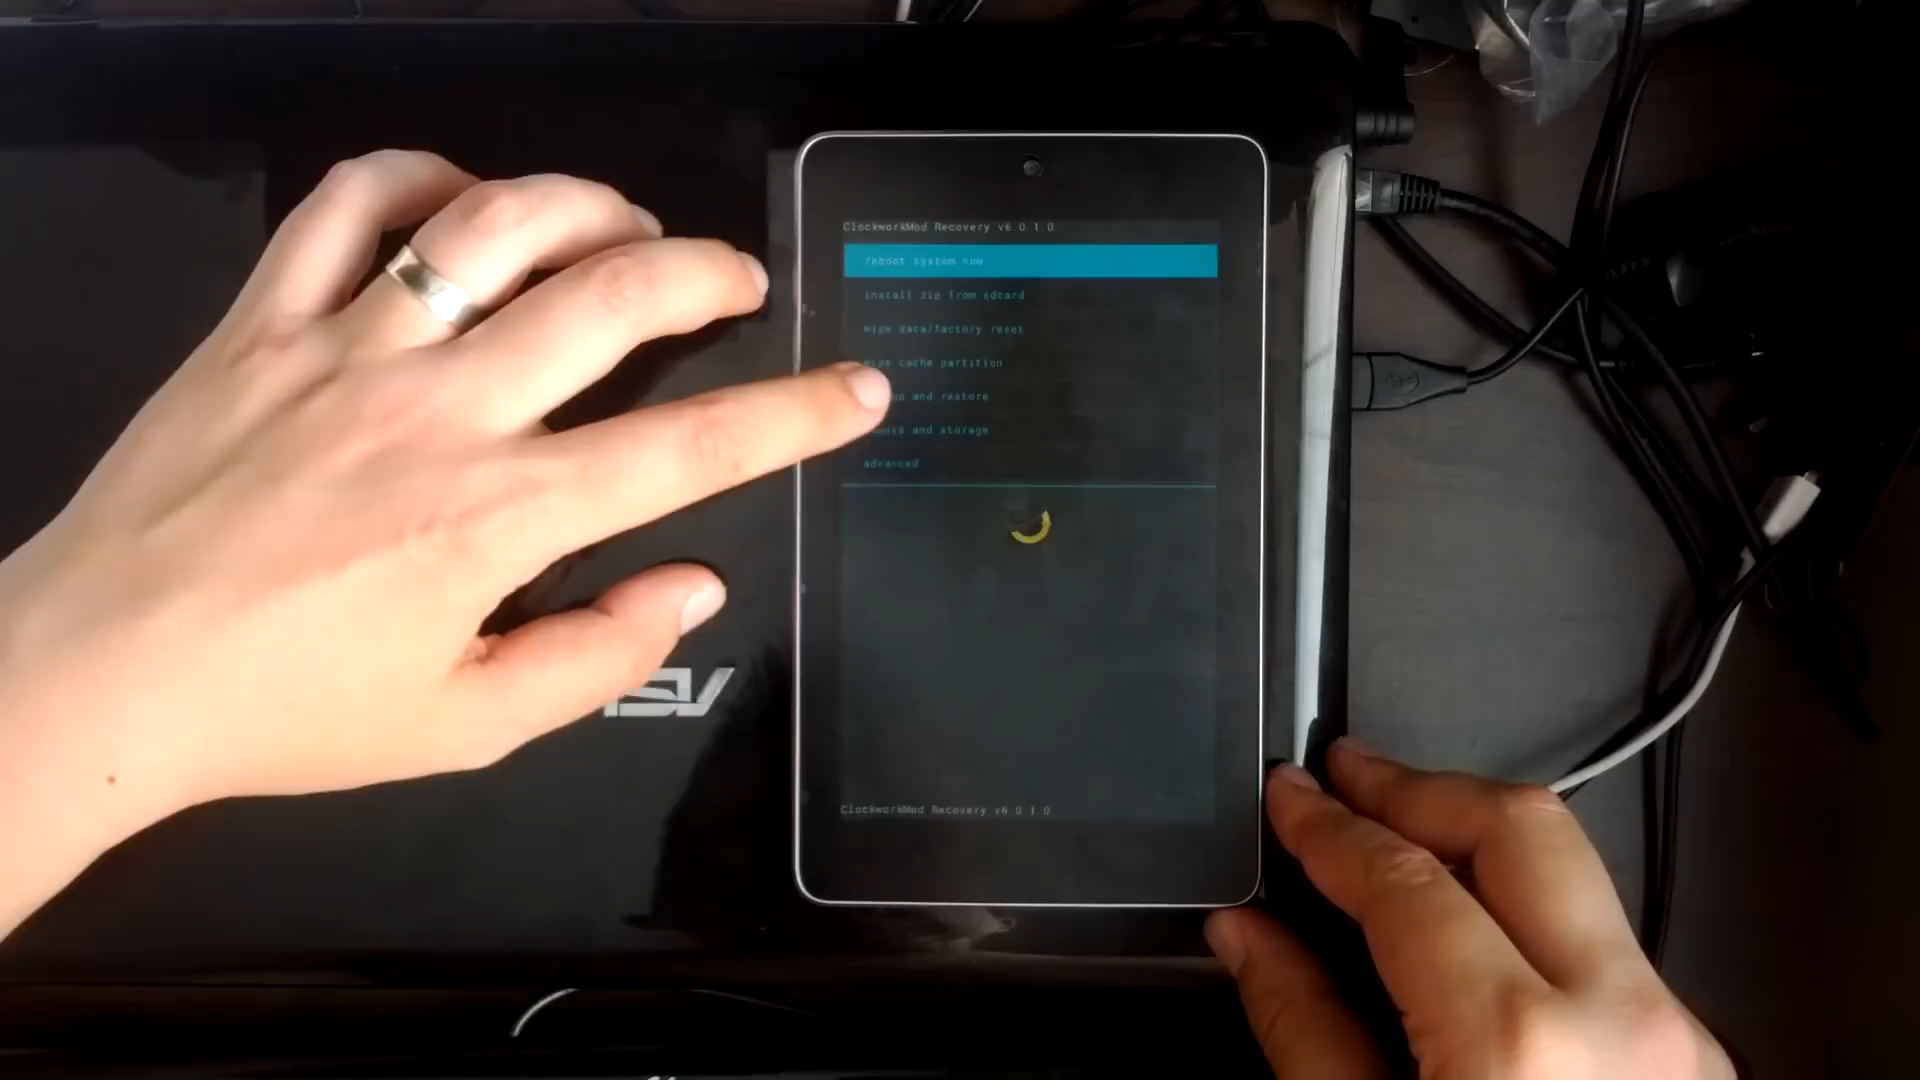 ClockworkMod Recovery v6.0.1.0
reboot system now
install zip from sdcard
wipe data/factory reset
wipe cache partition
and restore
and storage
advanced
ClockworkMod Recovery v6.0.1.0